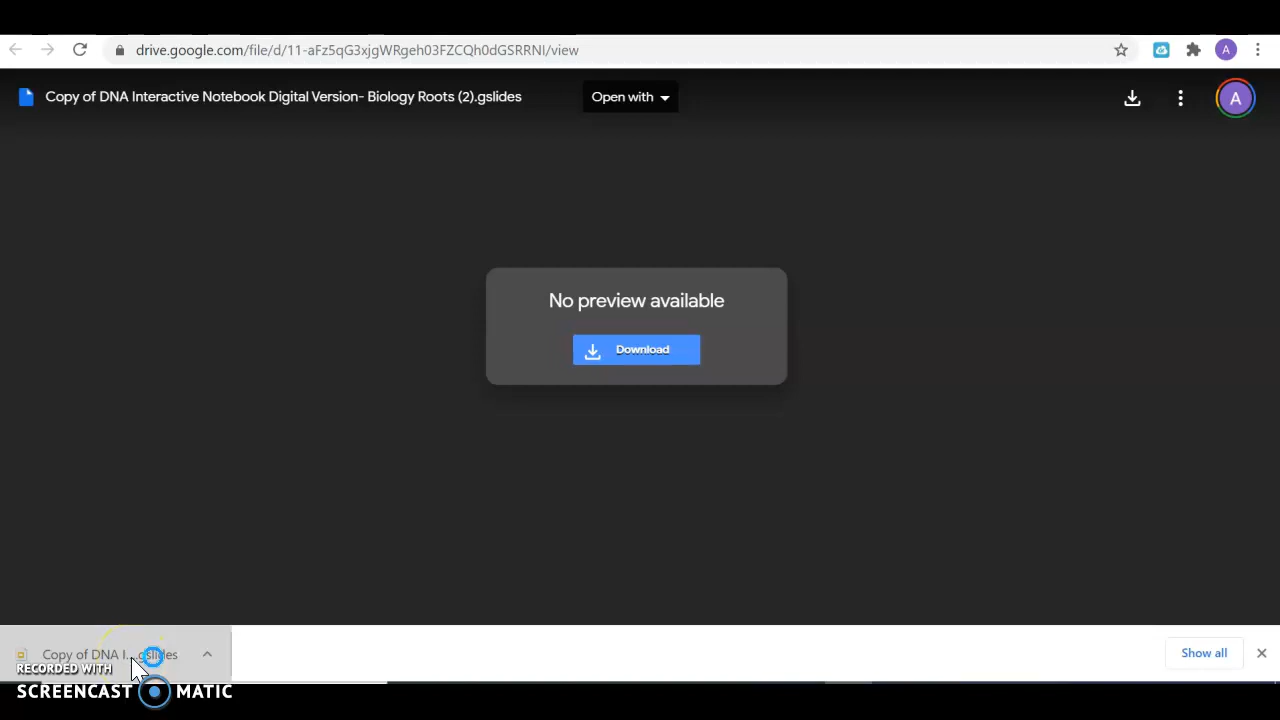 drive.google.com/file/d/11-aFz5qG3xjgWRgeh03FZCQh0dGSRRNI/view
A
Copy of DNA Interactive Notebook Digital Version- Biology Roots (2).gslides
Open with
A
No preview available
Download
Copy of DNA I...gslides
Show all
RECORDED WITH
SCREENCAST MATIC